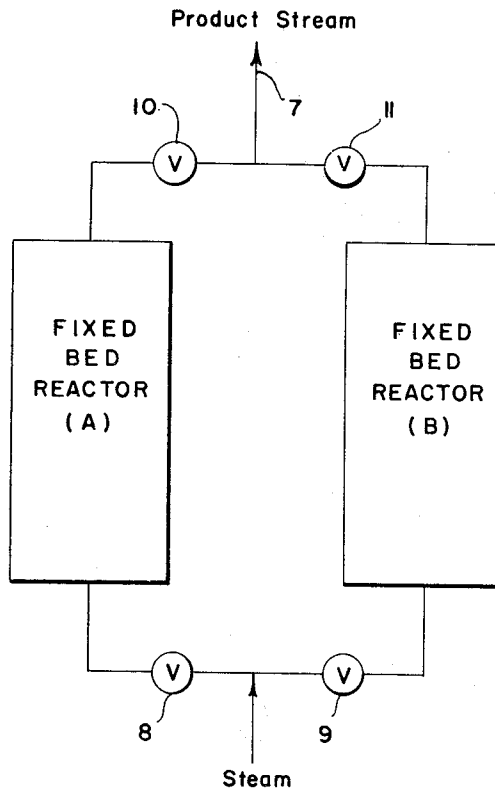 Product Stream
7
10
11
V
V
FIXED
BED
REACTOR
(A)
FIXED
BED
REACTOR
(B)
V
V
8
9
Steam